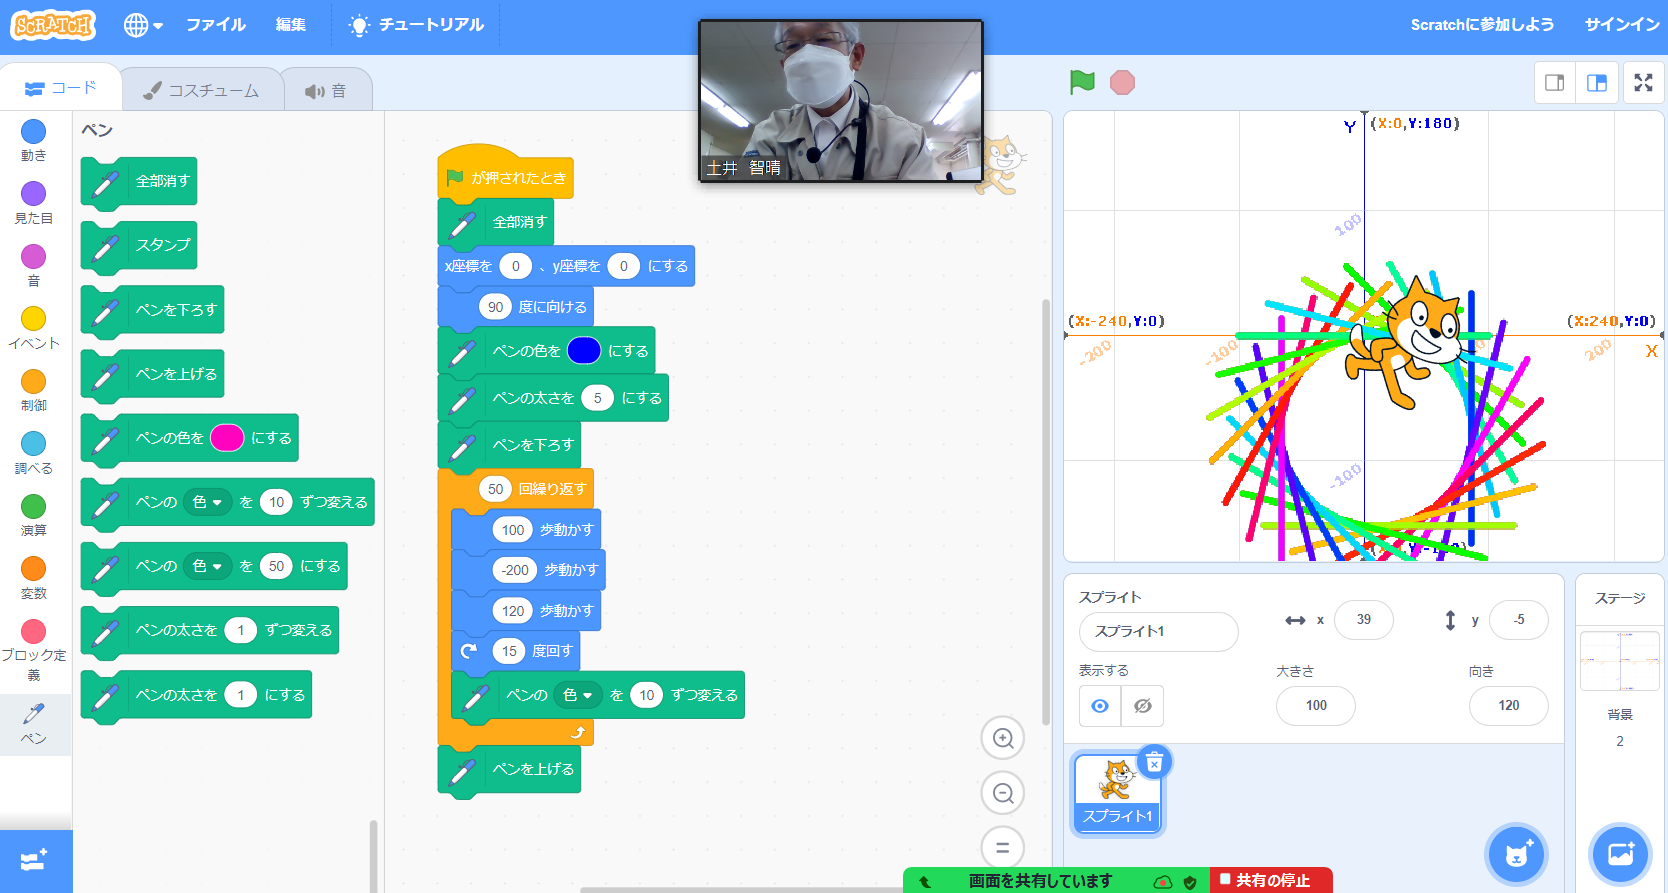 SCRATCH
ファイル
編集
チュートリアル
Scratchに参加しよう
サインイン
コード
コスチューム
音
土井 智晴
動き
見た目
音
イベント
制御
調べる
演算
変数
ブロック定
義
ペン
ペン
全部消す
スタンプ
ペンを下ろす
ペンを上げる
ペンの色を にする
ペンの 色 を 10 ずつ変える
ペンの 色 を 50 にする
ペンの太さを 1 ずつ変える
ペンの太さを 1 にする
が押されたとき
全部消す
x座標を 0 、y座標を 0 にする
90 度に向ける
ペンの色を にする
ペンの太さを 5 にする
ペンを下ろす
50 回繰り返す
100 歩動かす
-200 歩動かす
120 歩動かす
15 度回す
ペンの 色 を 10 ずつ変える
ペンを上げる
Y
(X:0,Y:180)
100
(X:-240,Y:0)
(X:240,Y:0)
-200
-100
200
X
-100
スプライト
スプライト1
x
39
y
-5
表示する
大きさ
100
向き
120
スプライト1
ステージ
背景
2
画面を共有しています
共有の停止